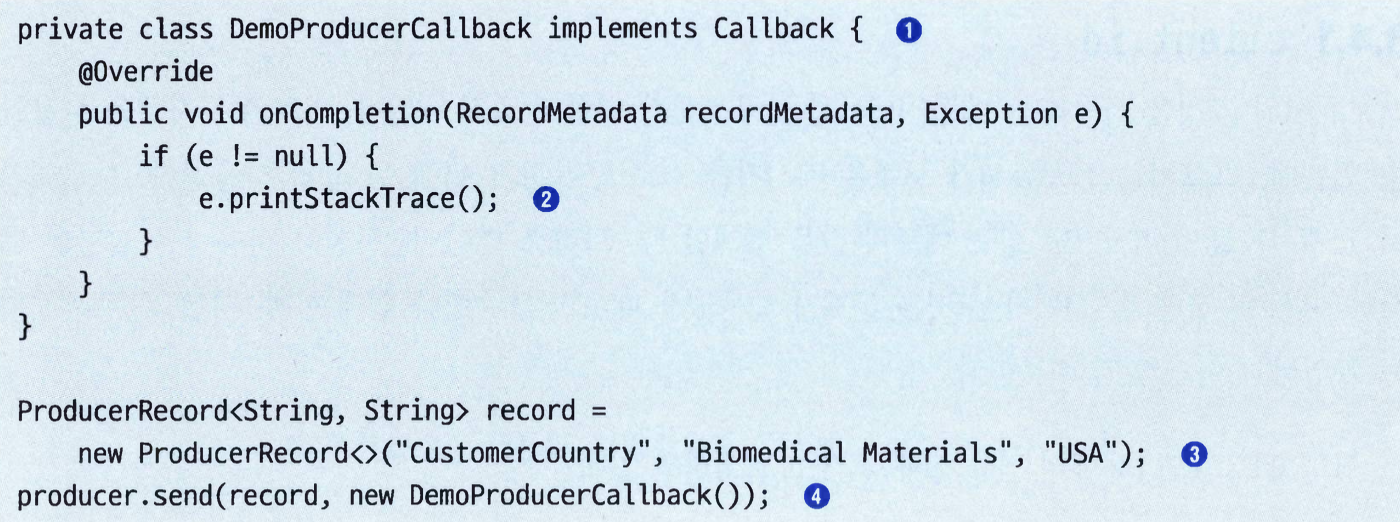 private class DemoProducerCallback implements Callback { ❶
    @Override
    public void onCompletion(RecordMetadata recordMetadata, Exception e) {
        if (e != null) {
            e.printStackTrace(); ❷
        }
    }
}

ProducerRecord<String, String> record =
    new ProducerRecord<>("CustomerCountry", "Biomedical Materials", "USA"); ❸
producer.send(record, new DemoProducerCallback()); ❹